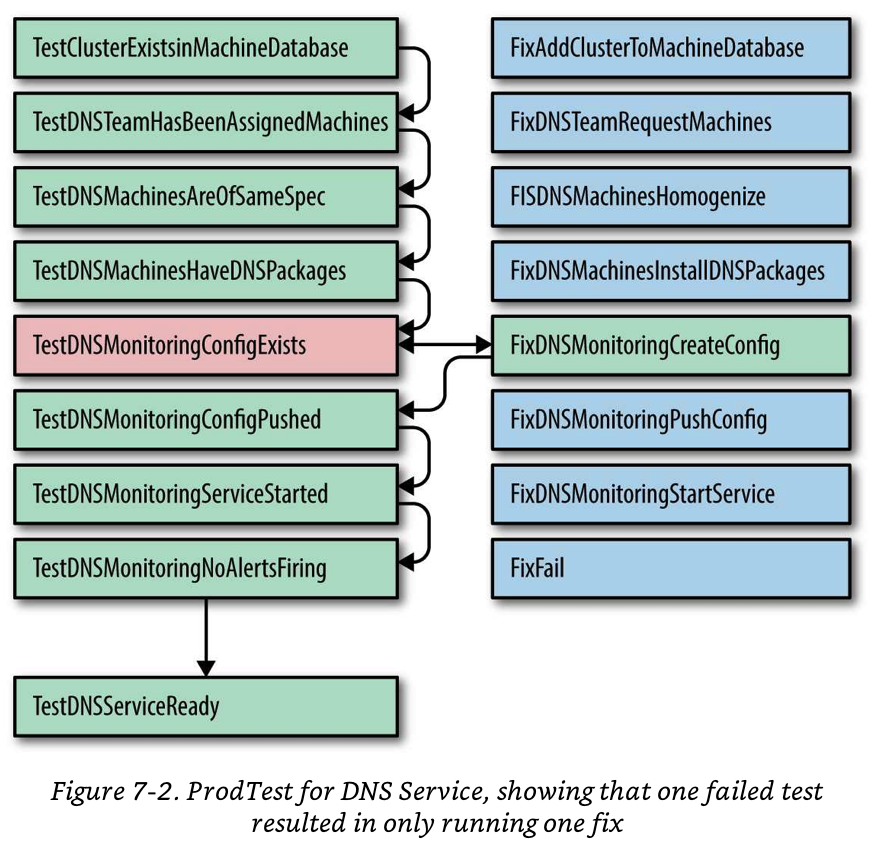 TestClusterExistsinMachineDatabase
FixAddClusterToMachineDatabase
TestDNSTeamHasBeenAssignedMachines
FixDNSTeamRequestMachines
TestDNSMachinesAreOfSameSpec
FISDNSMachinesHomogenize
TestDNSMachinesHaveDNSPackages
FixDNSMachinesInstallDNSPackages
TestDNSMonitoringConfigExists
FixDNSMonitoringCreateConfig
TestDNSMonitoringConfigPushed
FixDNSMonitoringPushConfig
TestDNSMonitoringServiceStarted
FixDNSMonitoringStartService
TestDNSMonitoringNoAlertsFiring
FixFail
TestDNSServiceReady
Figure 7-2. ProdTest for DNS Service, showing that one failed test
resulted in only running one fix